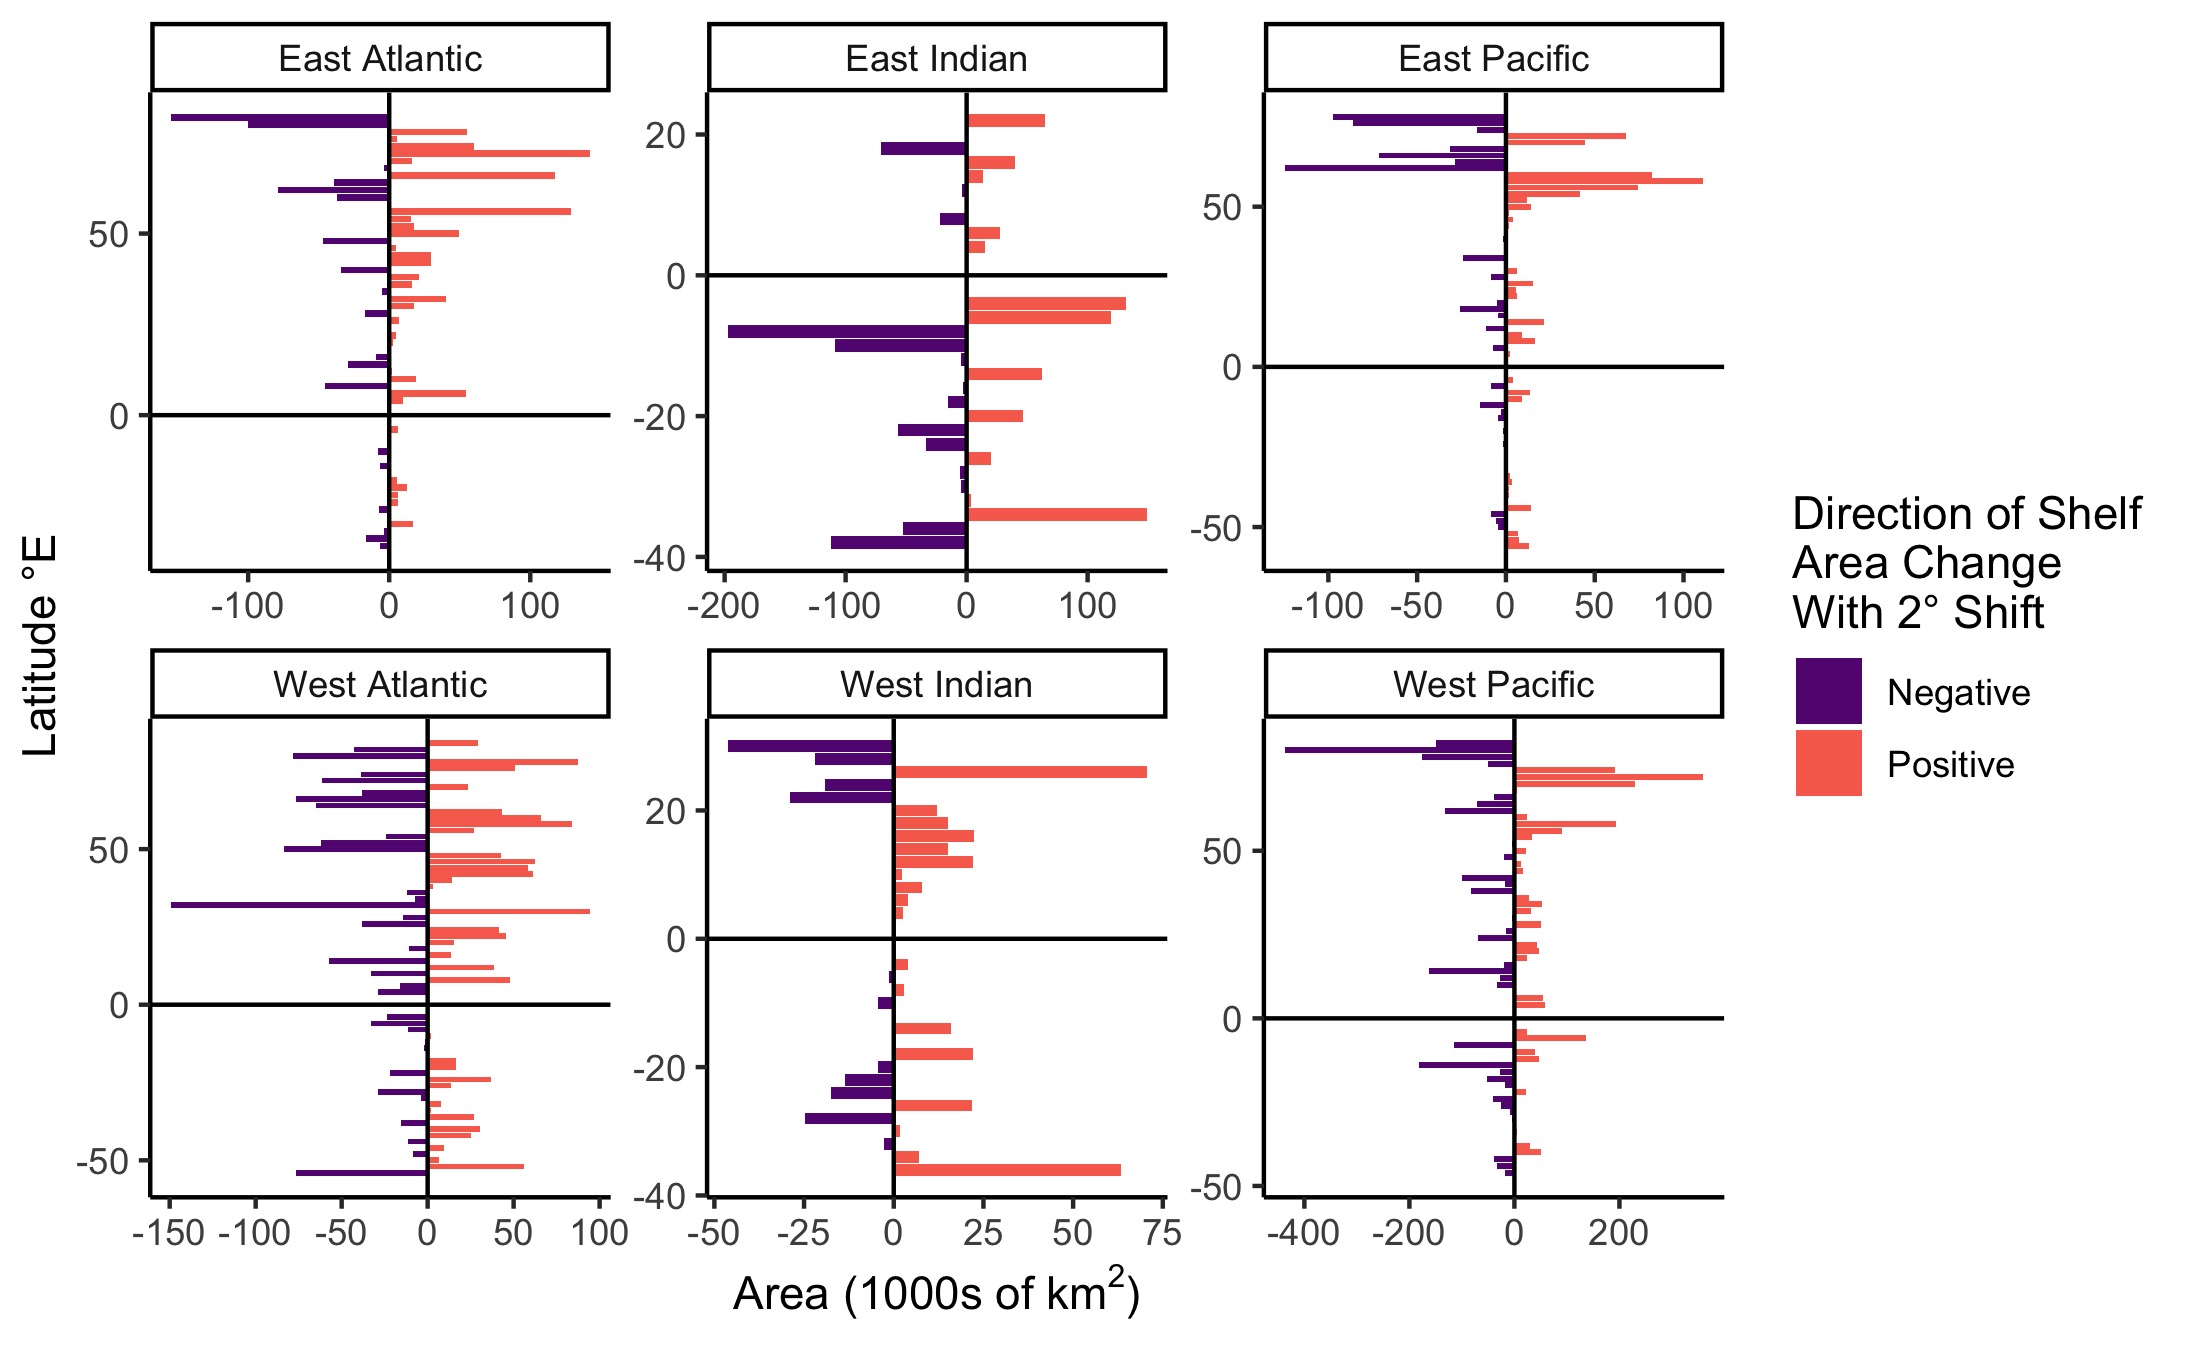 East Atlantic
East Indian
East Pacific
50
0
-100 0 100
20
0
-20
-40
-200 -100 0 100
50
0
-50
-100 -50 0 50 100
West Atlantic
West Indian
West Pacific
50
0
-50
-150 -100 -50 0 50 100
20
0
-20
-40
-50 -25 0 25 50 75
50
0
-50
-400 -200 0 200
Latitude °E
Area (1000s of km²)
Direction of Shelf
Area Change
With 2° Shift
Negative
Positive